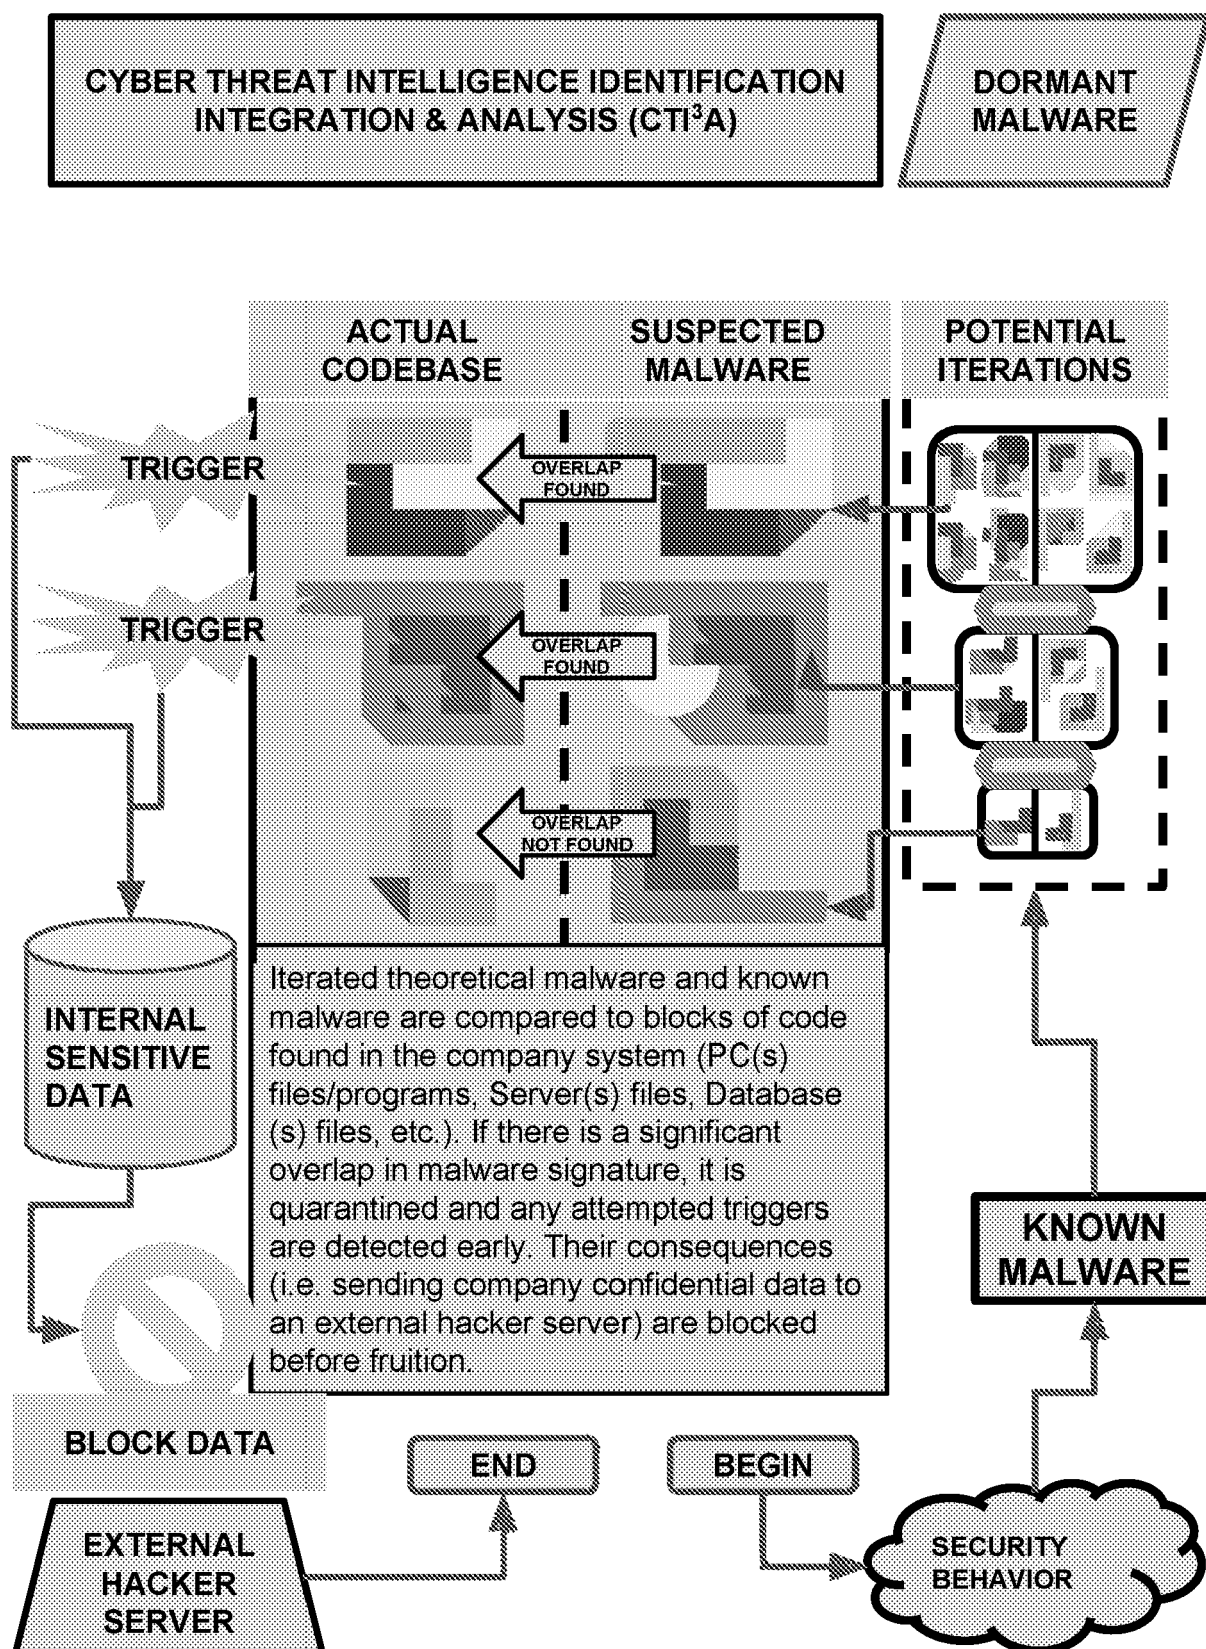 CYBER THREAT INTELLIGENCE IDENTIFICATION
INTEGRATION & ANALYSIS (CTI³A)
DORMANT
MALWARE
ACTUAL
CODEBASE
SUSPECTED
MALWARE
POTENTIAL
ITERATIONS
TRIGGER
OVERLAP
FOUND
TRIGGER
OVERLAP
FOUND
OVERLAP
NOT FOUND
INTERNAL
SENSITIVE
DATA
Iterated theoretical malware and known
malware are compared to blocks of code
found in the company system (PC(s)
files/programs, Server(s) files, Database
(s) files, etc.). If there is a significant
overlap in malware signature, it is
quarantined and any attempted triggers
are detected early. Their consequences
(i.e. sending company confidential data to
an external hacker server) are blocked
before fruition.
KNOWN
MALWARE
BLOCK DATA
END
BEGIN
EXTERNAL
HACKER
SERVER
SECURITY
BEHAVIOR